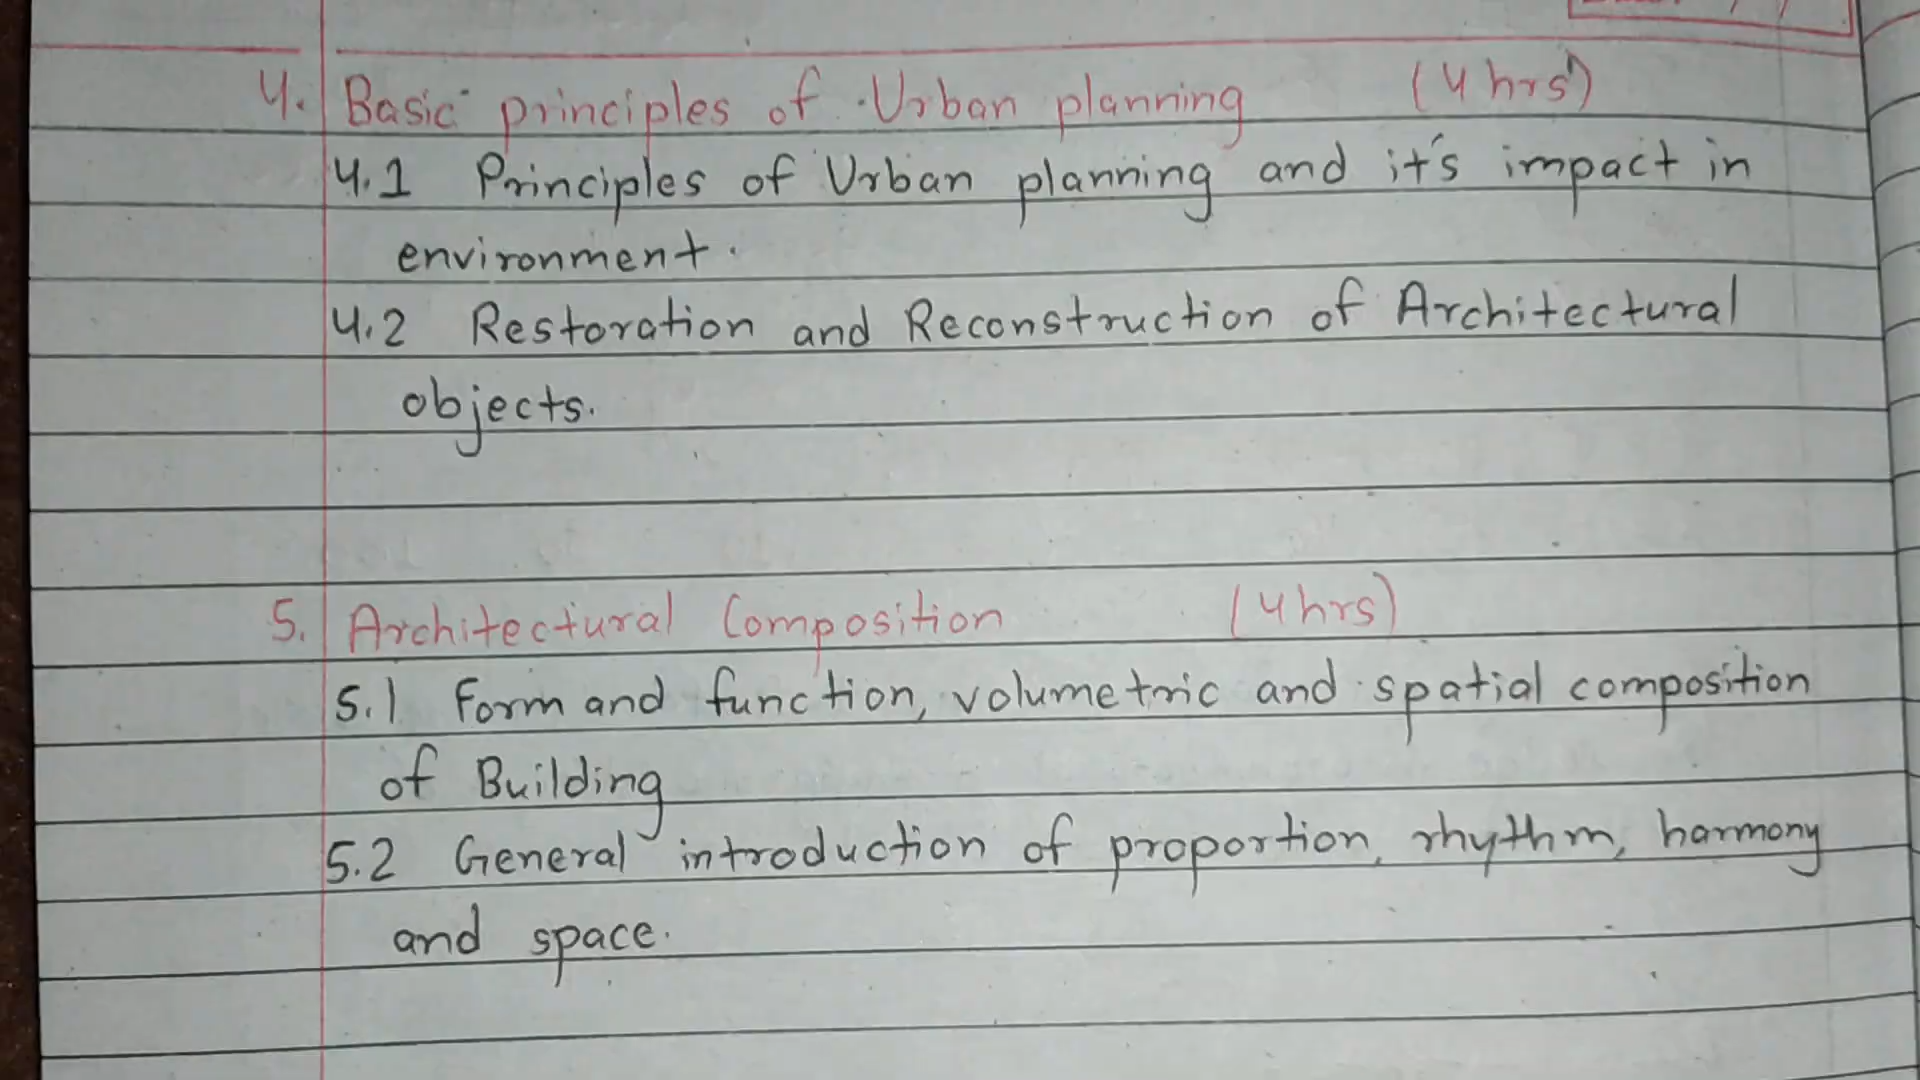 4. Basic principles of Urban planning (4 hrs)
4.1 Principles of Urban planning and it's impact in
environment.
4.2 Restoration and Reconstruction of Architectural
objects.
5. Architectural Composition (4 hrs)
5.1 Form and function, volumetric and spatial composition
of Building
5.2 General introduction of proportion, rhythm, harmony
and space.